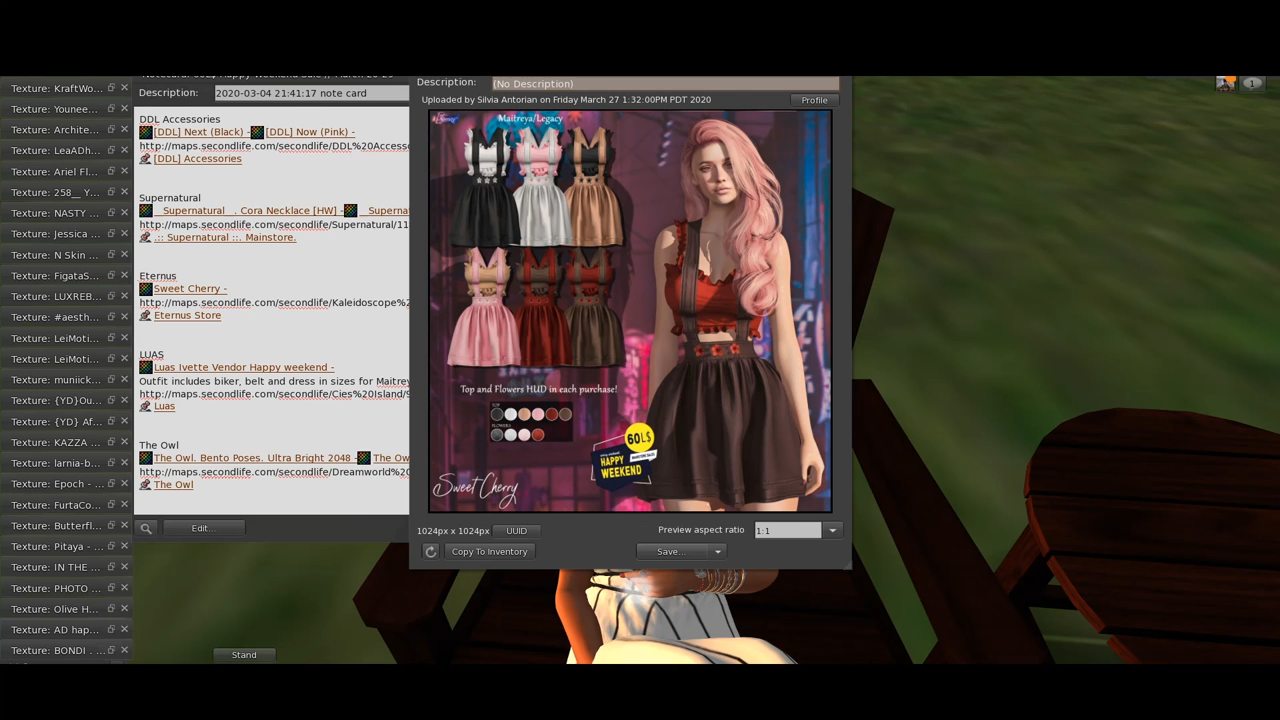 Texture: KraftWo...
Texture: Younee...
Texture: Archite...
Texture: LeaADh...
Texture: Ariel Fl...
Texture: 258__ Y...
Texture: NASTY ...
Texture: Jessica ...
Texture: N Skin ...
Texture: FigataS...
Texture: LUXREB...
Texture: #aesth...
Texture: LeiMoti...
Texture: LeiMoti...
Texture: muniick...
Texture: {YD}Ou...
Texture: {YD} Af...
Texture: KAZZA ...
Texture: larnia-b...
Texture: Epoch - ...
Texture: FurtaCo...
Texture: Butterfl...
Texture: Pitaya - ...
Texture: IN THE ...
Texture: PHOTO ...
Texture: Olive H...
Texture: AD hap...
Texture: BONDI . ...
Description: 2020-03-04 21:41:17 note card
DDL Accessories
[DDL] Next (Black) - [DDL] Now (Pink) -
http://maps.secondlife.com/secondlife/DDL%20Accesso
[DDL] Accessories
Supernatural
__Supernatural__. Cora Necklace [HW] - __Superna
http://maps.secondlife.com/secondlife/Supernatural/11
.:: Supernatural ::. Mainstore.
Eternus
Sweet Cherry -
http://maps.secondlife.com/secondlife/Kaleidoscope%2
Eternus Store
LUAS
Luas Ivette Vendor Happy weekend -
Outfit includes biker, belt and dress in sizes for Maitrey
http://maps.secondlife.com/secondlife/Cies%20Island/9
Luas
The Owl
The Owl. Bento Poses. Ultra Bright 2048 - The Ow
http://maps.secondlife.com/secondlife/Dreamworld%20
The Owl
Edit...
Stand
Description: (No Description)
Uploaded by Silvia Antorian on Friday March 27 1:32:00PM PDT 2020
Profile
Maitreya/Legacy
Top and Flowers HUD in each purchase!
60L$
HAPPY
WEEKEND
Sweet Cherry
1024px x 1024px UUID
Preview aspect ratio 1:1
Copy To Inventory
Save...
1